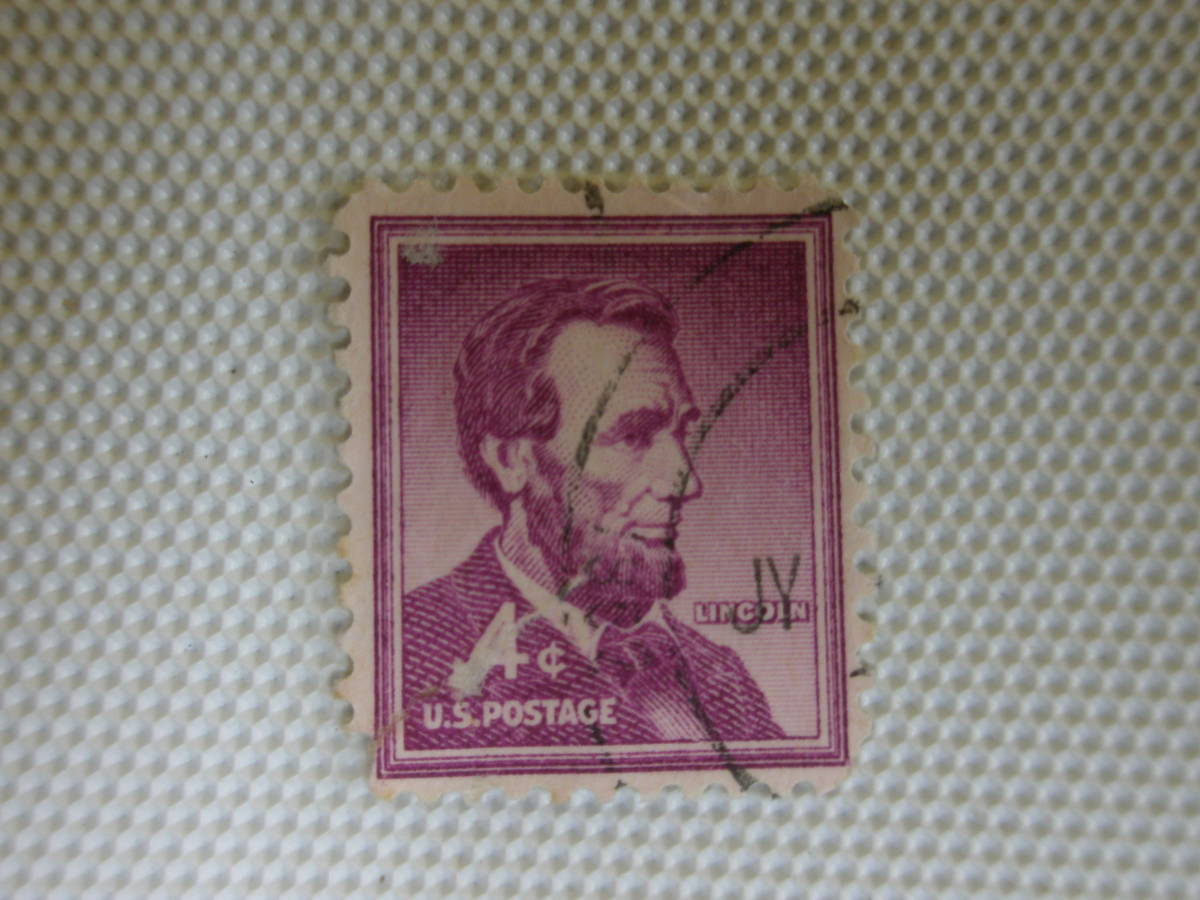 JY
LINCOLN
4¢
U.S. POSTAGE